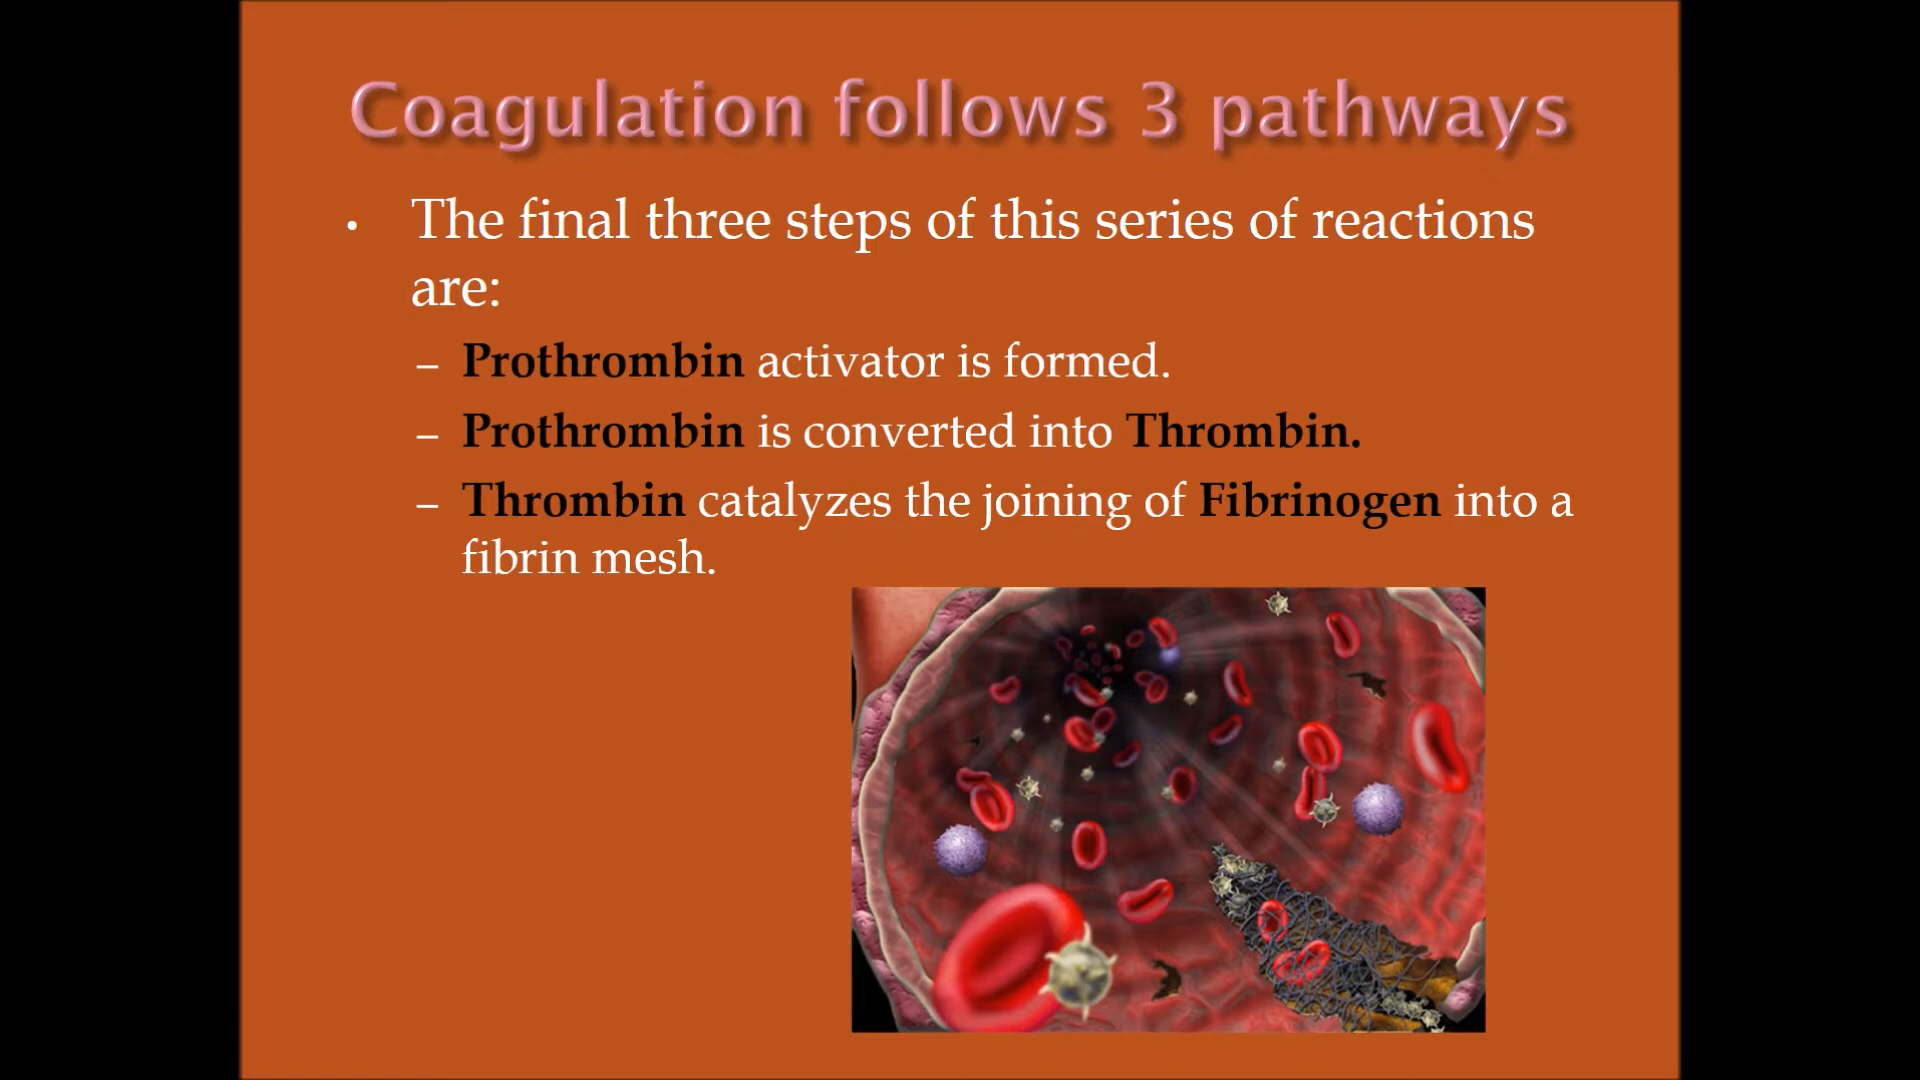 Coagulation follows 3 pathways
• The final three steps of this series of reactions
are:
– Prothrombin activator is formed.
– Prothrombin is converted into Thrombin.
– Thrombin catalyzes the joining of Fibrinogen into a
fibrin mesh.